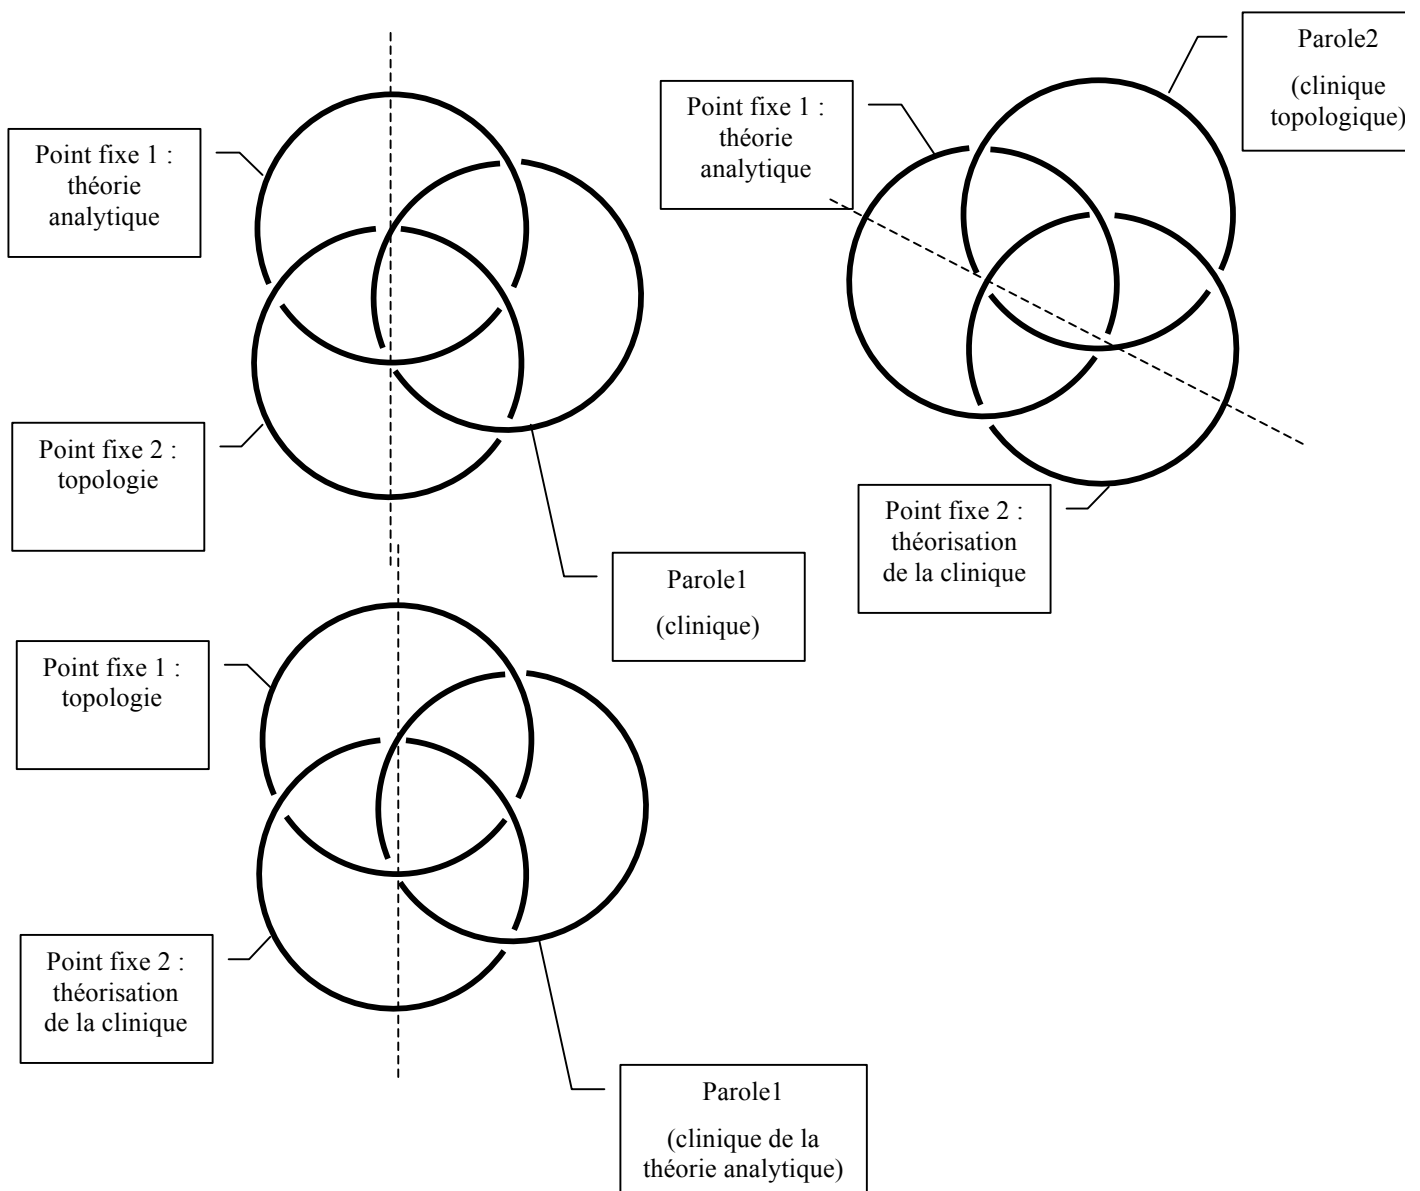 Point fixe 1 :
théorie
analytique
Point fixe 2 :
topologie
Parole1
(clinique)
Point fixe 1 :
théorie
analytique
Parole2
(clinique
topologique)
Point fixe 2 :
théorisation
de la clinique
Point fixe 1 :
topologie
Point fixe 2 :
théorisation
de la clinique
Parole1
(clinique de la
théorie analytique)